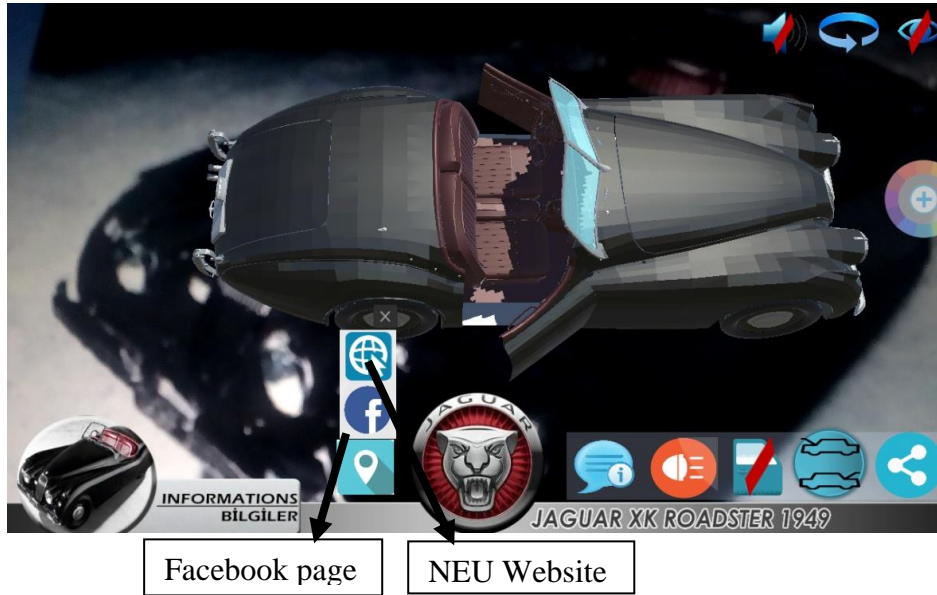 JAGUAR
INFORMATIONS
BİLGİLER
JAGUAR XK ROADSTER 1949
Facebook page
NEU Website